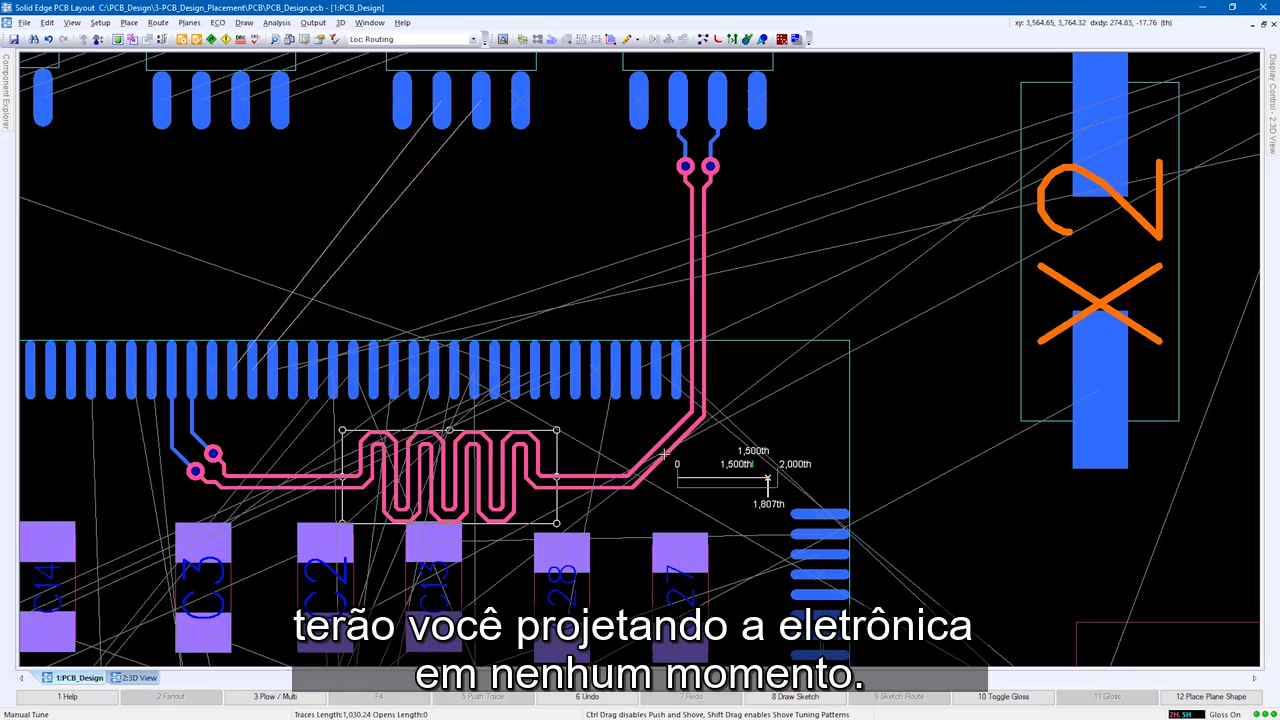 Solid Edge PCB Layout C:\PCB_Design\3-PCB_Design_Placement\PCB\PCB_Design.pcb - [1:PCB_Design]
File Edit View Setup Place Route Planes ECO Draw Analysis Output 3D Window Help
xy: 3,564.65, 3,764.32 dxdy: 274.83, -17.76 (th)
Loc: Routing
Component Explorer
Display Control - 2:3D View
X2
1,500th
0 1,500th 2,000th
1,807th
C14 C3 C2 C15 28 27
terão você projetando a eletrônica
em nenhum momento.
1:PCB_Design 2:3D View
1 Help 2 Fanout 3 Plow / Multi F4 5 Push Trace 6 Undo 7 Redo 8 Draw Sketch 9 Sketch Route 10 Toggle Gloss 11 Gloss 12 Place Plane Shape
Manual Tune Traces Length:1,030.24 Opens Length:0 Ctrl Drag disables Push and Shove, Shift Drag enables Shove Tuning Patterns 2H, 5H Gloss On